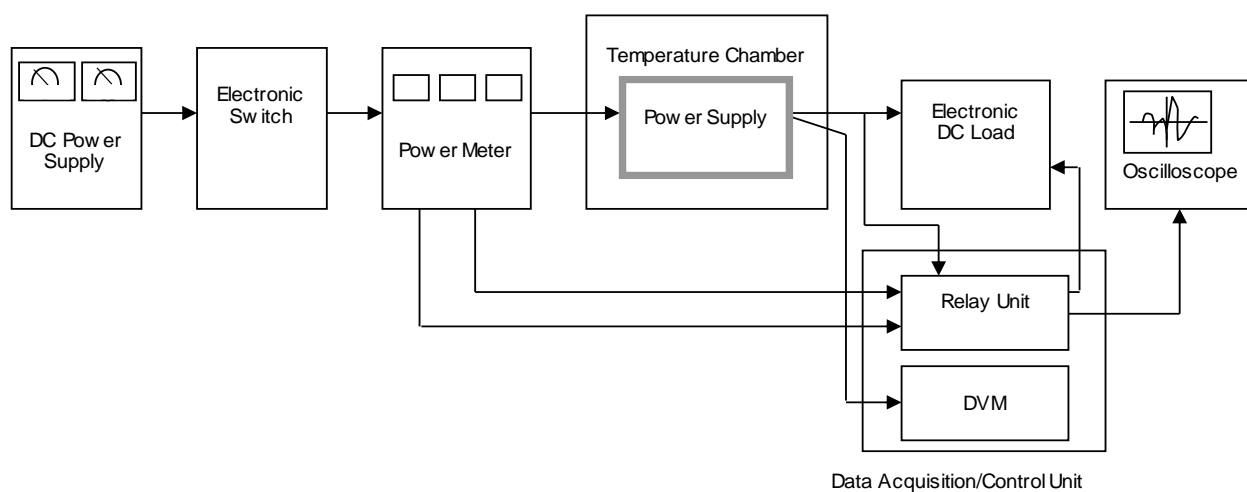 DC Power
Supply
Electronic
Switch
Power Meter
Temperature Chamber
Power Supply
Electronic
DC Load
Oscilloscope
Relay Unit
DVM
Data Acquisition/Control Unit